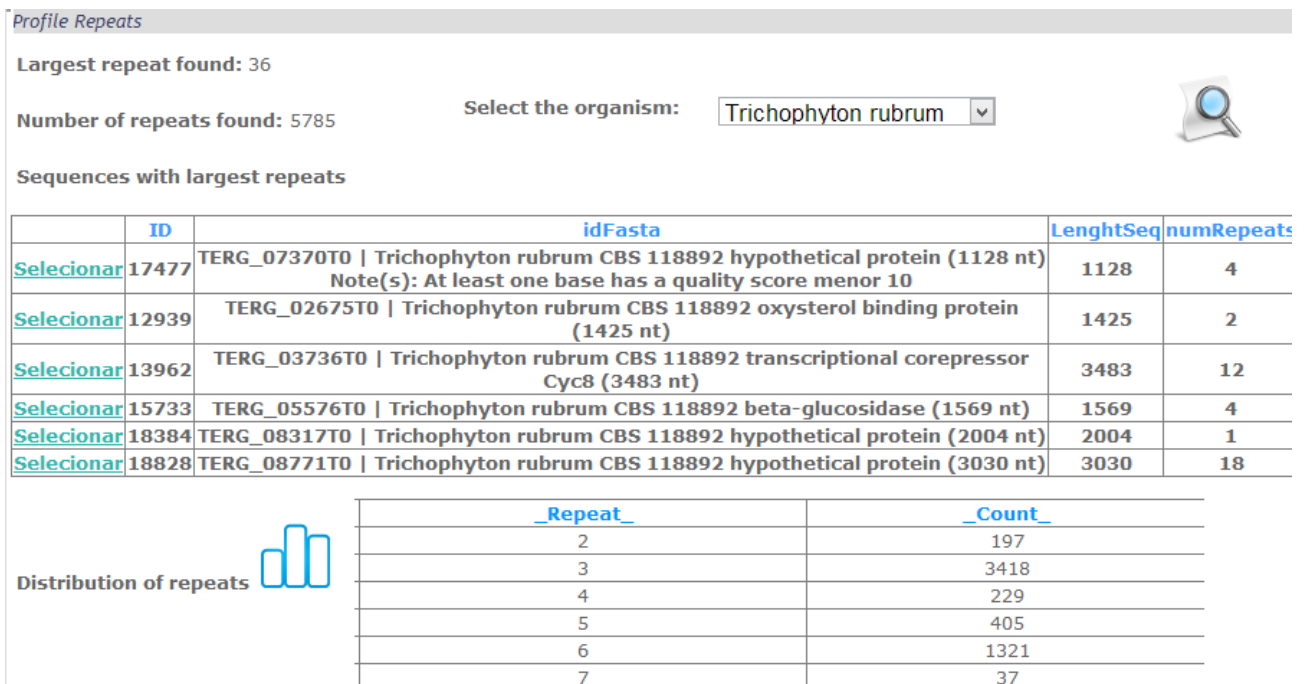 Profile Repeats
Largest repeat found: 36
Number of repeats found: 5785
Select the organism:
Trichophyton rubrum
Sequences with largest repeats
ID idFasta LenghtSeq numRepeats
Selecionar 17477 TERG_07370T0 | Trichophyton rubrum CBS 118892 hypothetical protein (1128 nt) 1128 4
Note(s): At least one base has a quality score menor 10
Selecionar 12939 TERG_02675T0 | Trichophyton rubrum CBS 118892 oxysterol binding protein 1425 2
(1425 nt)
Selecionar 13962 TERG_03736T0 | Trichophyton rubrum CBS 118892 transcriptional corepressor 3483 12
Cyc8 (3483 nt)
Selecionar 15733 TERG_05576T0 | Trichophyton rubrum CBS 118892 beta-glucosidase (1569 nt) 1569 4
Selecionar 18384 TERG_08317T0 | Trichophyton rubrum CBS 118892 hypothetical protein (2004 nt) 2004 1
Selecionar 18828 TERG_08771T0 | Trichophyton rubrum CBS 118892 hypothetical protein (3030 nt) 3030 18
Distribution of repeats
_Repeat_ _Count_
2 197
3 3418
4 229
5 405
6 1321
7 37